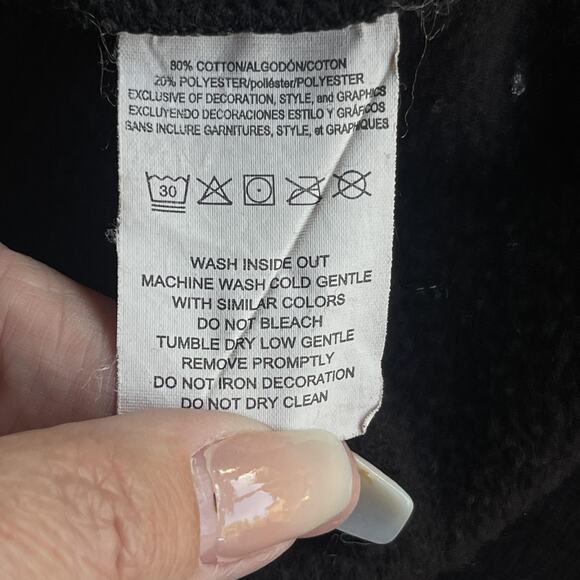 80% COTTON/ALGODÓN/COTON
20% POLYESTER/poliéster/POLYESTER
EXCLUSIVE OF DECORATION, STYLE, and GRAPHICS
EXCLUYENDO DECORACIONES ESTILO Y GRÁFICOS
SANS INCLURE GARNITURES, STYLE, et GRAPHIQUES
30
WASH INSIDE OUT
MACHINE WASH COLD GENTLE
WITH SIMILAR COLORS
DO NOT BLEACH
TUMBLE DRY LOW GENTLE
REMOVE PROMPTLY
DO NOT IRON DECORATION
DO NOT DRY CLEAN